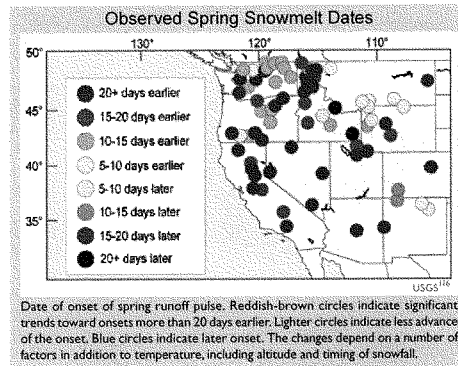 Observed Spring Snowmelt Dates
130° 120° 110°
50°
45°
40°
35°
20+ days earlier
15-20 days earlier
10-15 days earlier
5-10 days earlier
5-10 days later
10-15 days later
15-20 days later
20+ days later
USGS126
Date of onset of spring runoff pulse. Reddish-brown circles indicate significant
trends toward onsets more than 20 days earlier. Lighter circles indicate less advance
of the onset. Blue circles indicate later onset. The changes depend on a number of
factors in addition to temperature, including altitude and timing of snowfall.